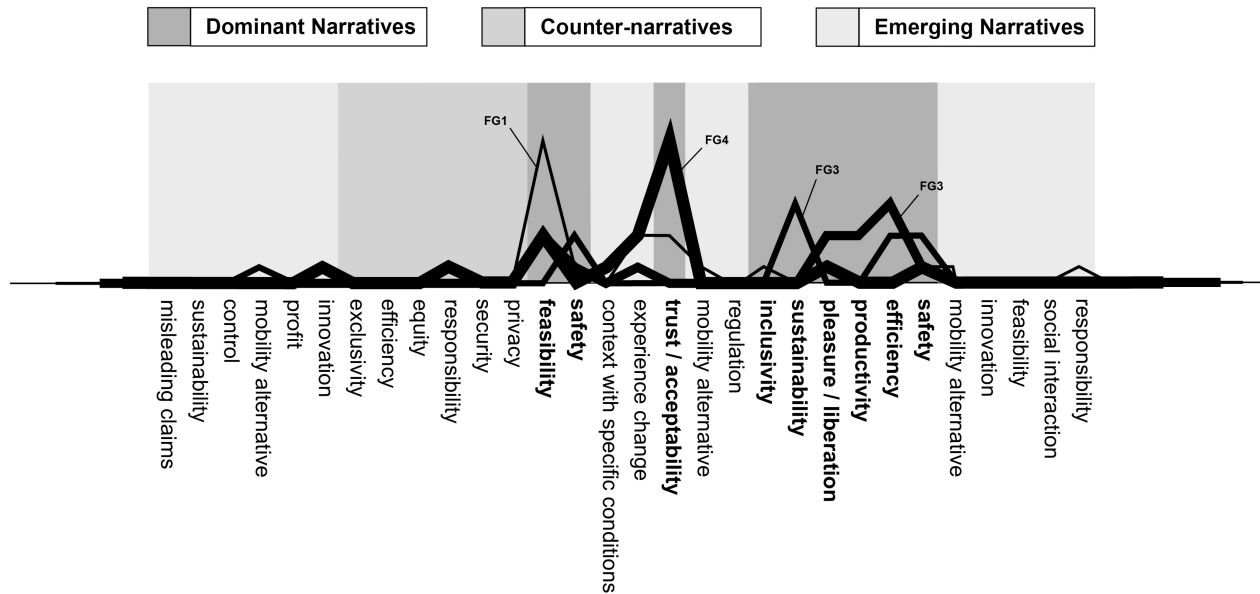 Dominant Narratives
Counter-narratives
Emerging Narratives
FG1
FG4
FG3
FG3
misleading claims
sustainability
control
mobility alternative
profit
innovation
exclusivity
efficiency
equity
responsibility
security
privacy
feasibility
safety
context with specific conditions
experience change
trust / acceptability
mobility alternative
regulation
inclusivity
sustainability
pleasure / liberation
productivity
efficiency
safety
mobility alternative
innovation
feasibility
social interaction
responsibility